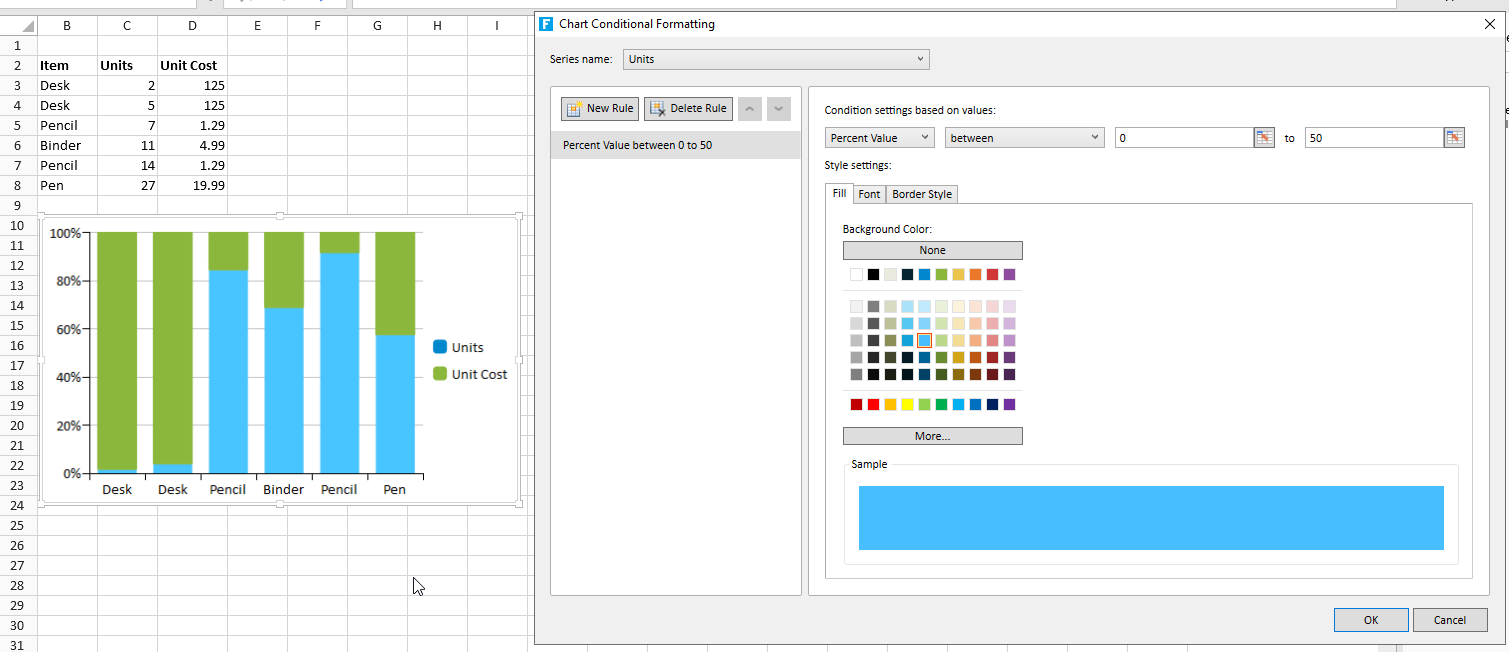 B C D E F G H I
1
2 Item Units Unit Cost
3 Desk 2 125
4 Desk 5 125
5 Pencil 7 1.29
6 Binder 11 4.99
7 Pencil 14 1.29
8 Pen 27 19.99
9
10
11
12
13
14
15
16
17
18
19
20
21
22
23
24
25
26
27
28
29
30
31
100%
80%
60%
40%
20%
0%
Desk Desk Pencil Binder Pencil Pen
Units
Unit Cost
F Chart Conditional Formatting
Series name: Units
New Rule Delete Rule
Percent Value between 0 to 50
Condition settings based on values:
Percent Value between 0 to 50
Style settings:
Fill Font Border Style
Background Color:
None
More...
Sample
OK Cancel